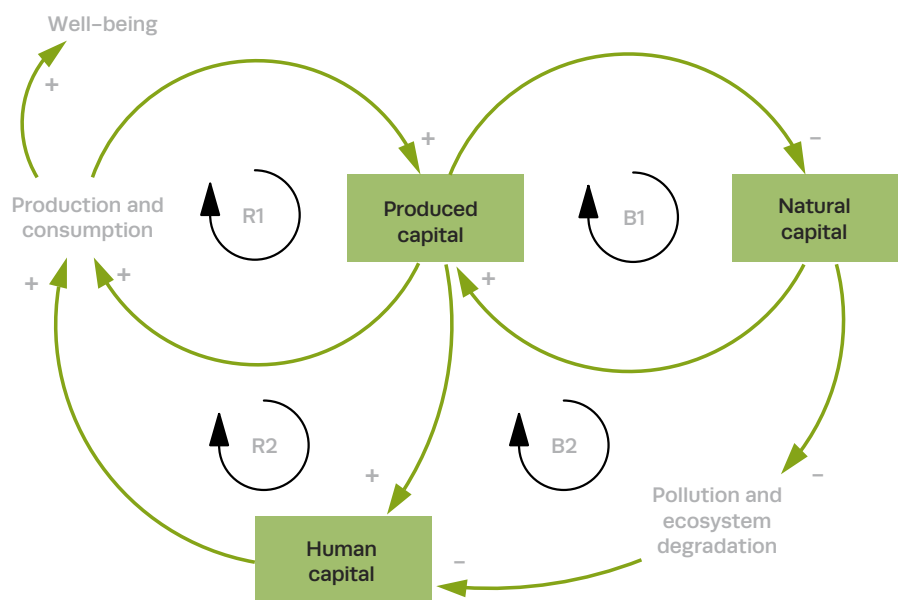 Well-being
+
+
–
Production and
consumption
R1
Produced
capital
B1
Natural
capital
+
+
+
R2
B2
+
–
Pollution and
ecosystem
degradation
Human
capital
–